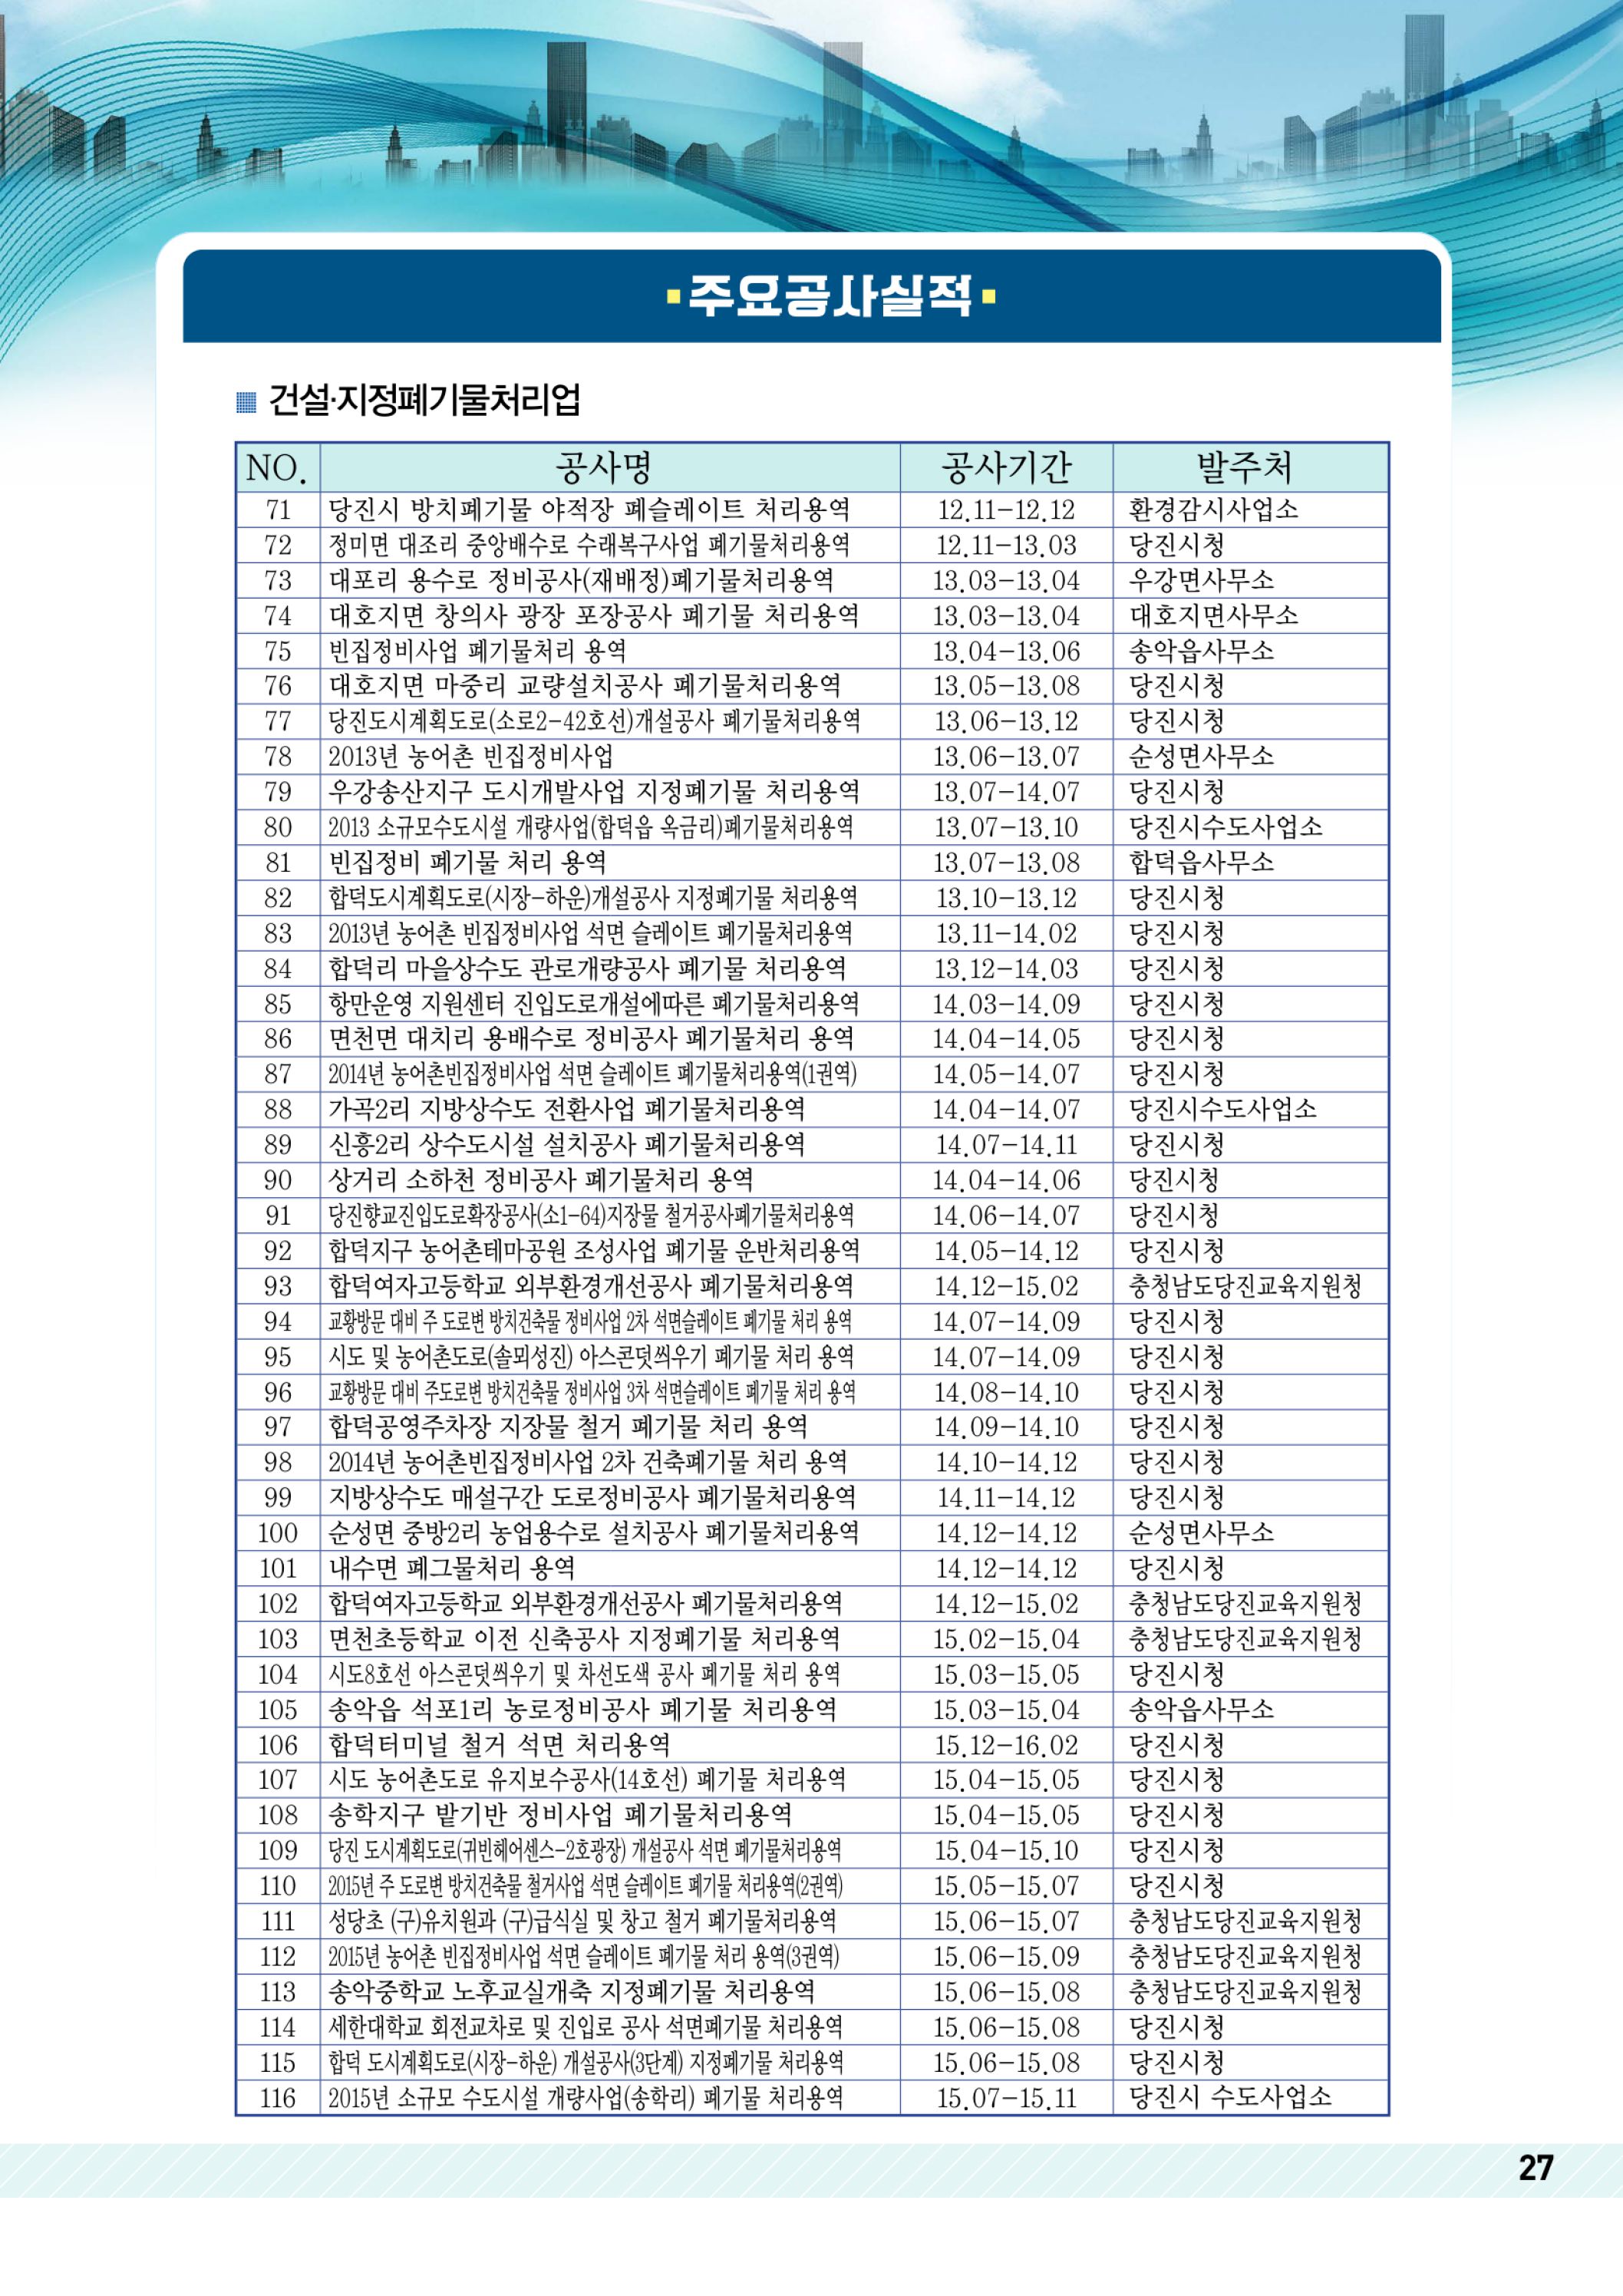 주요공사실적
건설·지정폐기물처리업
NO. 공사명 공사기간 발주처
71 당진시 방치폐기물 야적장 폐슬레이트 처리용역 12.11-12.12 환경감시사업소
72 정미면 대조리 중앙배수로 수래복구사업 폐기물처리용역 12.11-13.03 당진시청
73 대포리 용수로 정비공사(재배정)폐기물처리용역 13.03-13.04 우강면사무소
74 대호지면 창의사 광장 포장공사 폐기물 처리용역 13.03-13.04 대호지면사무소
75 빈집정비사업 폐기물처리 용역 13.04-13.06 송악읍사무소
76 대호지면 마중리 교량설치공사 폐기물처리용역 13.05-13.08 당진시청
77 당진도시계획도로(소로2-42호선)개설공사 폐기물처리용역 13.06-13.12 당진시청
78 2013년 농어촌 빈집정비사업 13.06-13.07 순성면사무소
79 우강송산지구 도시개발사업 지정폐기물 처리용역 13.07-14.07 당진시청
80 2013 소규모수도시설 개량사업(합덕읍 옥금리)폐기물처리용역 13.07-13.10 당진시수도사업소
81 빈집정비 폐기물 처리 용역 13.07-13.08 합덕읍사무소
82 합덕도시계획도로(시장-하운)개설공사 지정폐기물 처리용역 13.10-13.12 당진시청
83 2013년 농어촌 빈집정비사업 석면 슬레이트 폐기물처리용역 13.11-14.02 당진시청
84 합덕리 마을상수도 관로개량공사 폐기물 처리용역 13.12-14.03 당진시청
85 항만운영 지원센터 진입도로개설에따른 폐기물처리용역 14.03-14.09 당진시청
86 면천면 대치리 용배수로 정비공사 폐기물처리 용역 14.04-14.05 당진시청
87 2014년 농어촌빈집정비사업 석면 슬레이트 폐기물처리용역(1권역) 14.05-14.07 당진시청
88 가곡2리 지방상수도 전환사업 폐기물처리용역 14.04-14.07 당진시수도사업소
89 신흥2리 상수도시설 설치공사 폐기물처리용역 14.07-14.11 당진시청
90 상거리 소하천 정비공사 폐기물처리 용역 14.04-14.06 당진시청
91 당진향교진입도로확장공사(소1-64)지장물 철거공사폐기물처리용역 14.06-14.07 당진시청
92 합덕지구 농어촌테마공원 조성사업 폐기물 운반처리용역 14.05-14.12 당진시청
93 합덕여자고등학교 외부환경개선공사 폐기물처리용역 14.12-15.02 충청남도당진교육지원청
94 교황방문 대비 주 도로변 방치건축물 정비사업 2차 석면슬레이트 폐기물 처리 용역 14.07-14.09 당진시청
95 시도 및 농어촌도로(솔뫼성진) 아스콘덧씌우기 폐기물 처리 용역 14.07-14.09 당진시청
96 교황방문 대비 주도로변 방치건축물 정비사업 3차 석면슬레이트 폐기물 처리 용역 14.08-14.10 당진시청
97 합덕공영주차장 지장물 철거 폐기물 처리 용역 14.09-14.10 당진시청
98 2014년 농어촌빈집정비사업 2차 건축폐기물 처리 용역 14.10-14.12 당진시청
99 지방상수도 매설구간 도로정비공사 폐기물처리용역 14.11-14.12 당진시청
100 순성면 중방2리 농업용수로 설치공사 폐기물처리용역 14.12-14.12 순성면사무소
101 내수면 폐그물처리 용역 14.12-14.12 당진시청
102 합덕여자고등학교 외부환경개선공사 폐기물처리용역 14.12-15.02 충청남도당진교육지원청
103 면천초등학교 이전 신축공사 지정폐기물 처리용역 15.02-15.04 충청남도당진교육지원청
104 시도8호선 아스콘덧씌우기 및 차선도색 공사 폐기물 처리 용역 15.03-15.05 당진시청
105 송악읍 석포1리 농로정비공사 폐기물 처리용역 15.03-15.04 송악읍사무소
106 합덕터미널 철거 석면 처리용역 15.12-16.02 당진시청
107 시도 농어촌도로 유지보수공사(14호선) 폐기물 처리용역 15.04-15.05 당진시청
108 송학지구 밭기반 정비사업 폐기물처리용역 15.04-15.05 당진시청
109 당진 도시계획도로(귀빈헤어센스-2호광장) 개설공사 석면 폐기물처리용역 15.04-15.10 당진시청
110 2015년 주 도로변 방치건축물 철거사업 석면 슬레이트 폐기물 처리용역(2권역) 15.05-15.07 당진시청
111 성당초 (구)유치원과 (구)급식실 및 창고 철거 폐기물처리용역 15.06-15.07 충청남도당진교육지원청
112 2015년 농어촌 빈집정비사업 석면 슬레이트 폐기물 처리 용역(3권역) 15.06-15.09 충청남도당진교육지원청
113 송악중학교 노후교실개축 지정폐기물 처리용역 15.06-15.08 충청남도당진교육지원청
114 세한대학교 회전교차로 및 진입로 공사 석면폐기물 처리용역 15.06-15.08 당진시청
115 합덕 도시계획도로(시장-하운) 개설공사(3단계) 지정폐기물 처리용역 15.06-15.08 당진시청
116 2015년 소규모 수도시설 개량사업(송학리) 폐기물 처리용역 15.07-15.11 당진시 수도사업소
27